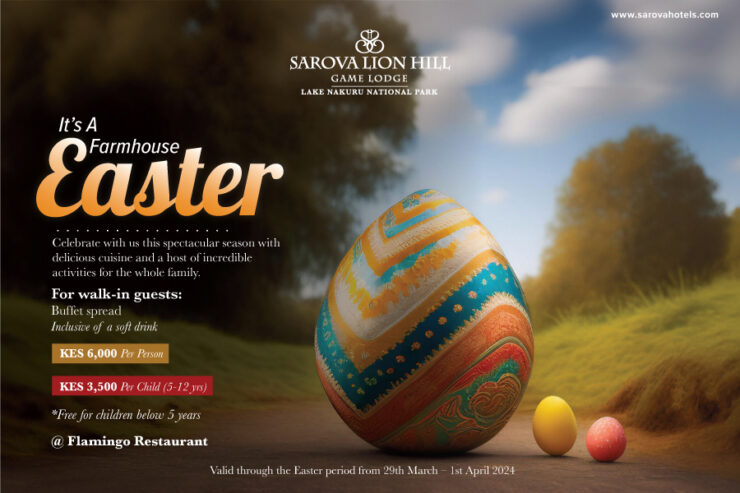 www.sarovahotels.com
SAROVA LION HILL
GAME LODGE
LAKE NAKURU NATIONAL PARK
It's A
Farmhouse
Easter
Celebrate with us this spectacular season with
delicious cuisine and a host of incredible
activities for the whole family.
For walk-in guests:
Buffet spread
Inclusive of a soft drink
KES 6,000 Per Person
KES 3,500 Per Child (5-12 yrs)
*Free for children below 5 years
@ Flamingo Restaurant
Valid through the Easter period from 29th March – 1st April 2024